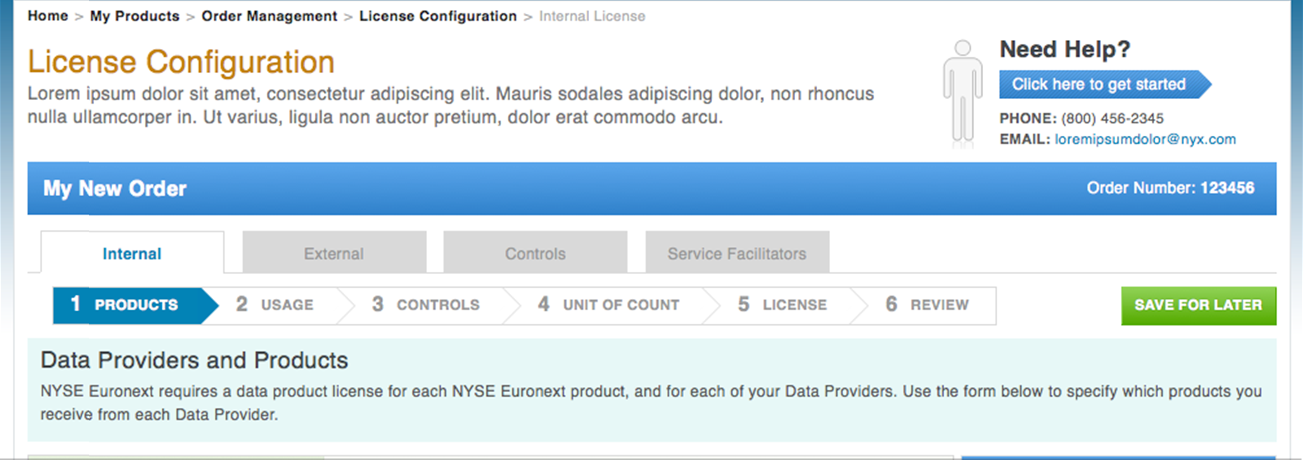 Home > My Products > Order Management > License Configuration > Internal License
License Configuration
Lorem ipsum dolor sit amet, consectetur adipiscing elit. Mauris sodales adipiscing dolor, non rhoncus
nulla ullamcorper in. Ut varius, ligula non auctor pretium, dolor erat commodo arcu.
Need Help?
Click here to get started
PHONE: (800) 456-2345
EMAIL: loremipsumdolor@nyx.com
My New Order
Order Number: 123456
Internal
External
Controls
Service Facilitators
1 PRODUCTS
2 USAGE
3 CONTROLS
4 UNIT OF COUNT
5 LICENSE
6 REVIEW
SAVE FOR LATER
Data Providers and Products
NYSE Euronext requires a data product license for each NYSE Euronext product, and for each of your Data Providers. Use the form below to specify which products you
receive from each Data Provider.